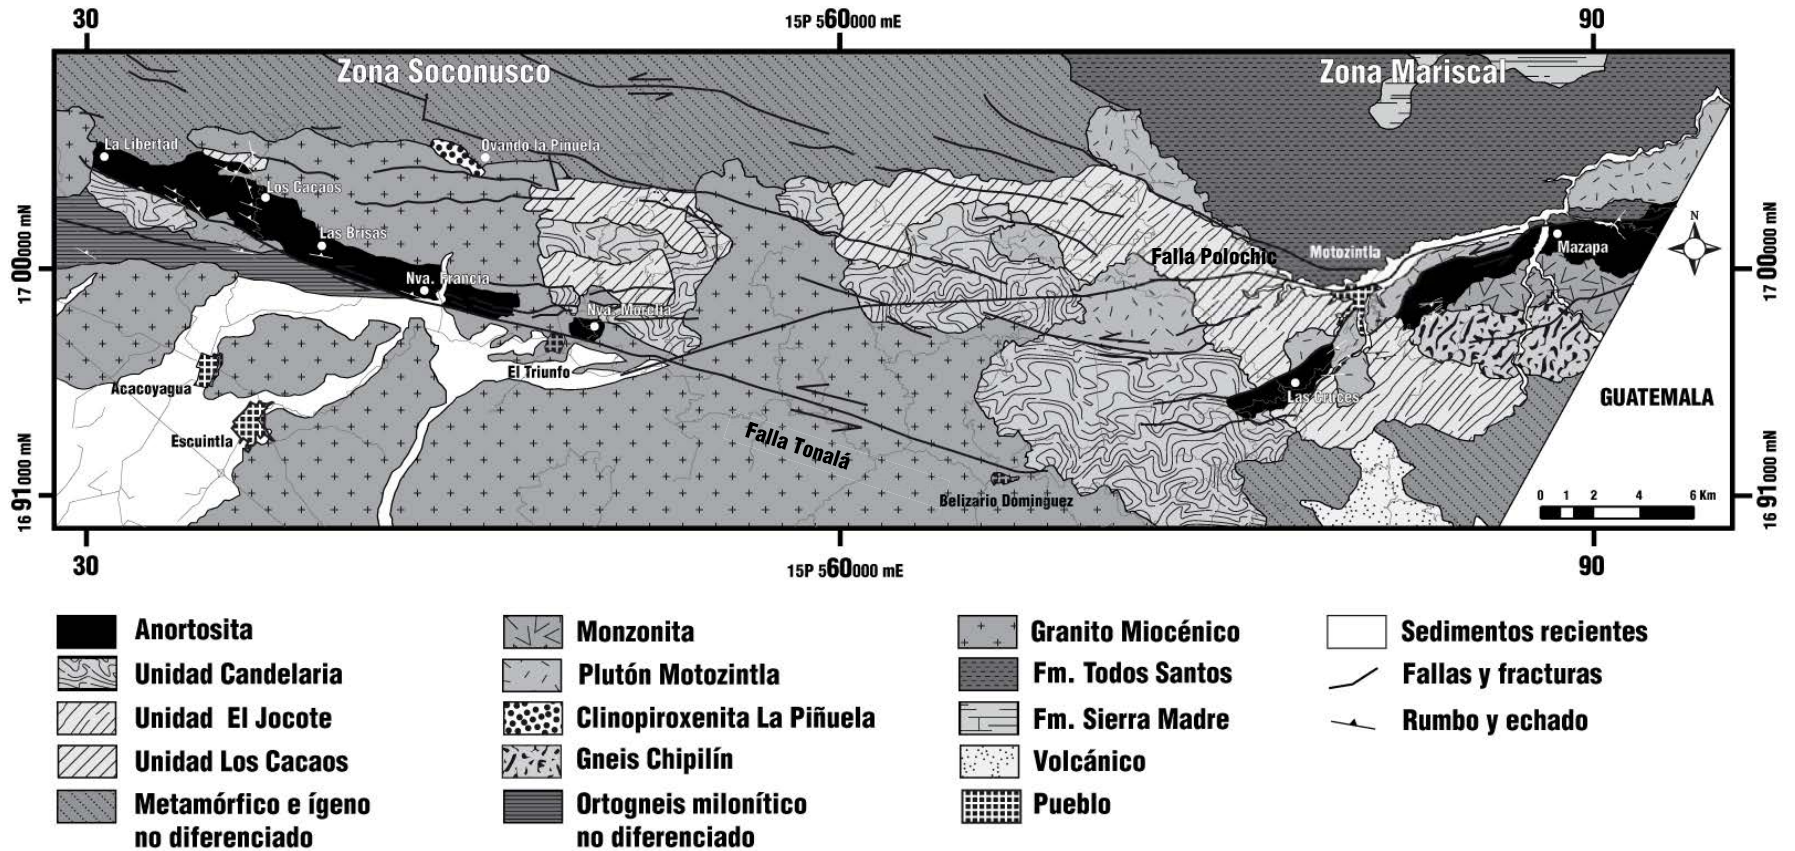 30
15P 560000 mE
90
Zona Soconusco
Zona Mariscal
La Libertad
Ovando la Piñuela
Los Cacaos
Las Brisas
Nva. Francia
Nva. Morelia
Falla Polochic
Motozintla
Mazapa
N
17 00000 mN
17 00000 mN
El Triunfo
Acacoyagua
Escuintla
Las Cruces
GUATEMALA
Falla Tonalá
Belizario Dominguez
0 1 2 4 6 Km
16 91000 mN
16 91000 mN
30
15P 560000 mE
90
Anortosita
Unidad Candelaria
Unidad El Jocote
Unidad Los Cacaos
Metamórfico e ígeno
no diferenciado
Monzonita
Plutón Motozintla
Clinopiroxenita La Piñuela
Gneis Chipilín
Ortogneis milonítico
no diferenciado
Granito Miocénico
Fm. Todos Santos
Fm. Sierra Madre
Volcánico
Pueblo
Sedimentos recientes
Fallas y fracturas
Rumbo y echado